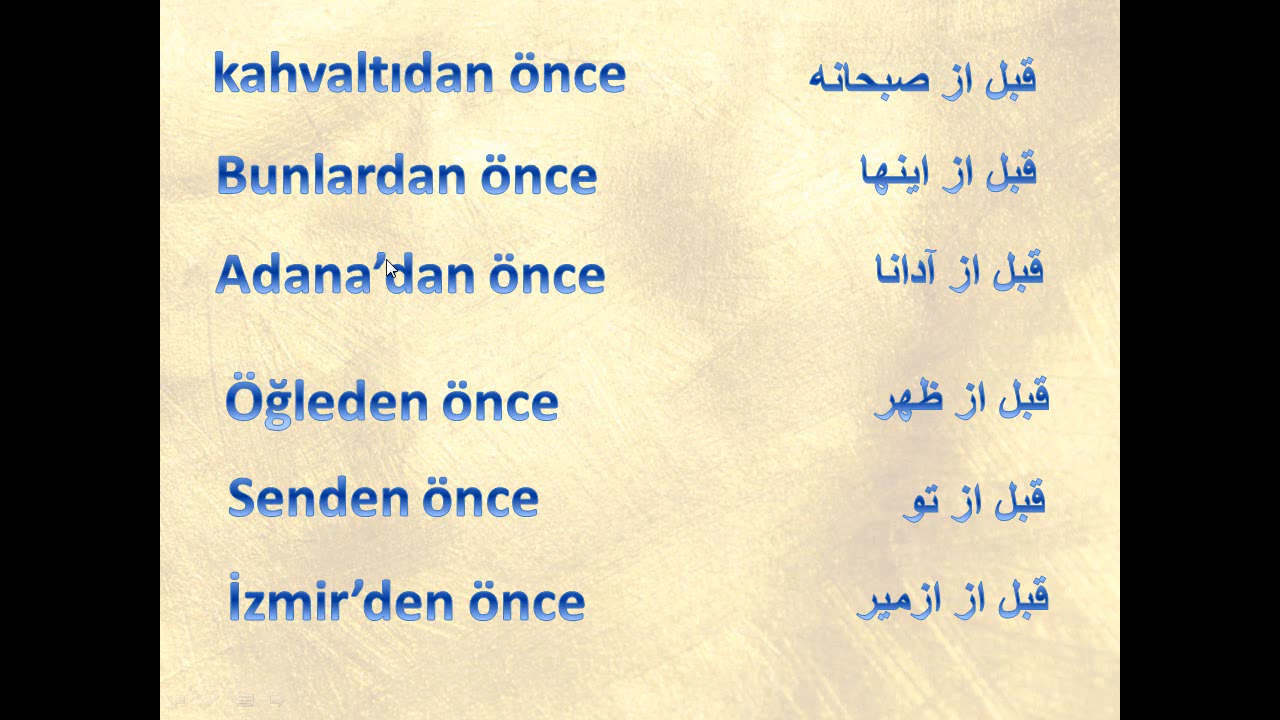 kahvaltıdan önce قبل از صبحانه
Bunlardan önce قبل از اینها
Adana’dan önce قبل از آدانا
Öğleden önce قبل از ظهر
Senden önce قبل از تو
İzmir’den önce قبل از ازمیر